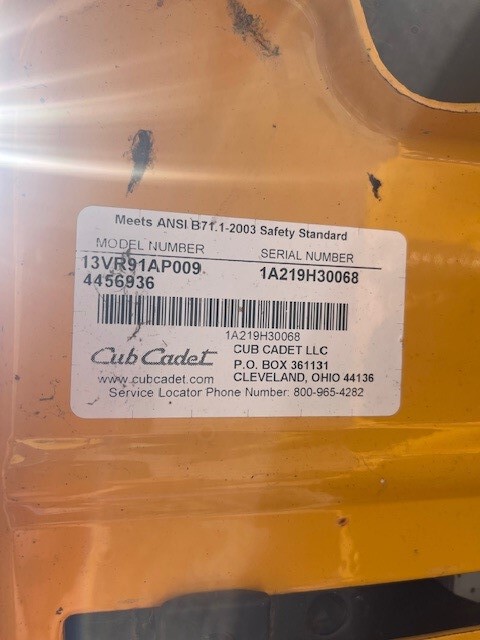 Meets ANSI B71.1-2003 Safety Standard
MODEL NUMBER SERIAL NUMBER
13VR91AP009 1A219H30068
4456936
1A219H30068
Cub Cadet CUB CADET LLC
P.O. BOX 361131
www.cubcadet.com CLEVELAND, OHIO 44136
Service Locator Phone Number: 800-965-4282